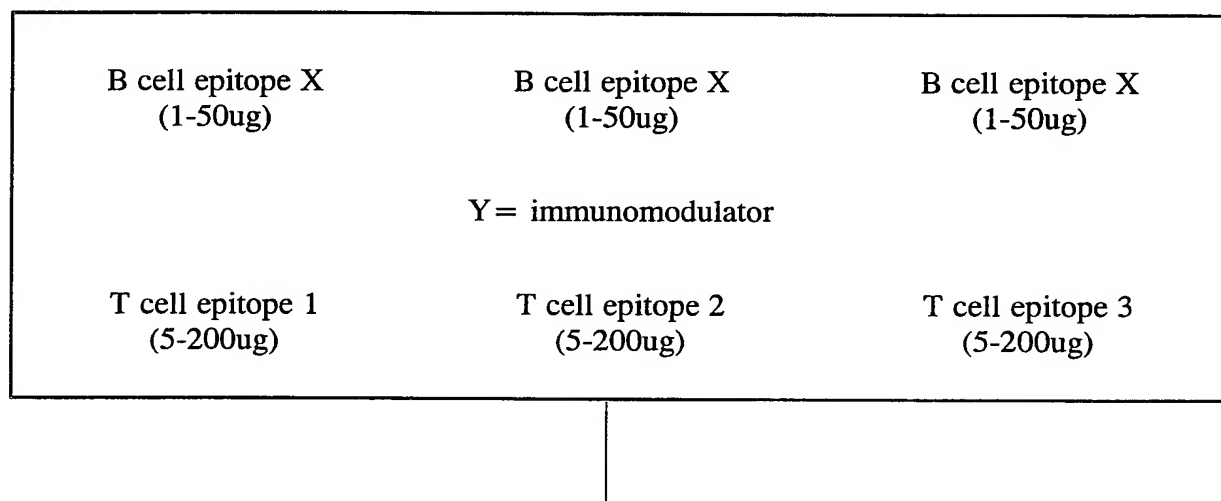 B cell epitope X B cell epitope X B cell epitope X
(1-50ug) (1-50ug) (1-50ug)
Y= immunomodulator
T cell epitope 1 T cell epitope 2 T cell epitope 3
(5-200ug) (5-200ug) (5-200ug)